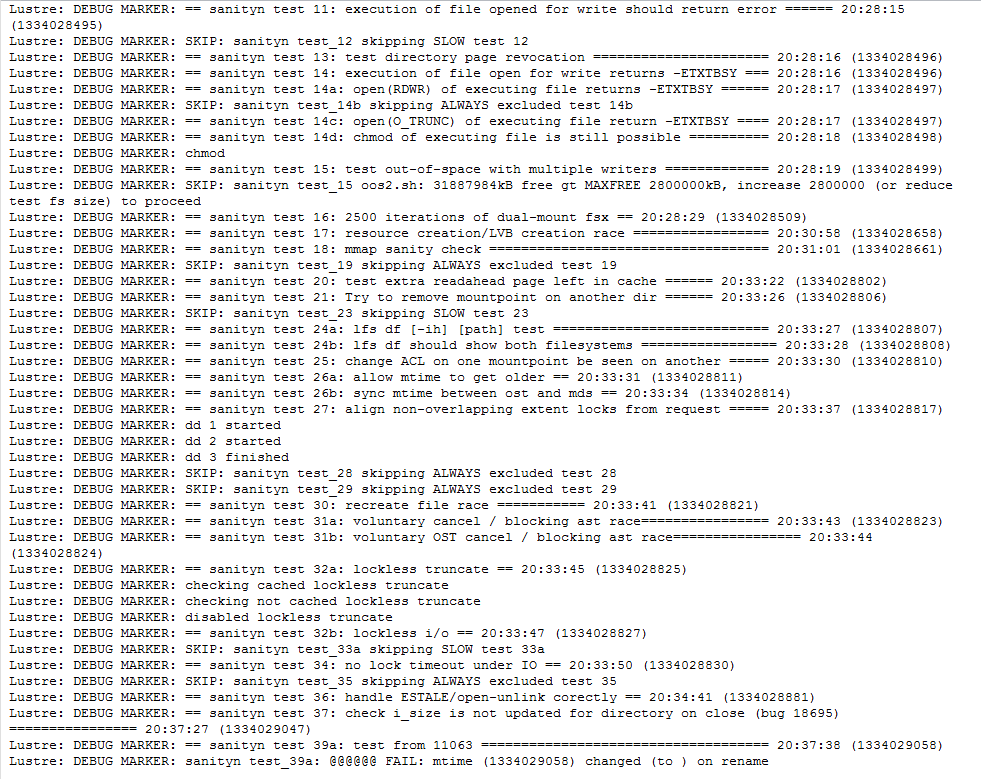 Lustre: DEBUG MARKER: == sanityn test 11: execution of file opened for write should return error ====== 20:28:15
(1334028495)
Lustre: DEBUG MARKER: SKIP: sanityn test_12 skipping SLOW test 12
Lustre: DEBUG MARKER: == sanityn test 13: test directory page revocation ====================== 20:28:16 (1334028496)
Lustre: DEBUG MARKER: == sanityn test 14: execution of file open for write returns -ETXTBSY === 20:28:16 (1334028496)
Lustre: DEBUG MARKER: == sanityn test 14a: open(RDWR) of executing file returns -ETXTBSY ====== 20:28:17 (1334028497)
Lustre: DEBUG MARKER: SKIP: sanityn test_14b skipping ALWAYS excluded test 14b
Lustre: DEBUG MARKER: == sanityn test 14c: open(O_TRUNC) of executing file return -ETXTBSY ==== 20:28:17 (1334028497)
Lustre: DEBUG MARKER: == sanityn test 14d: chmod of executing file is still possible ========== 20:28:18 (1334028498)
Lustre: DEBUG MARKER: chmod
Lustre: DEBUG MARKER: == sanityn test 15: test out-of-space with multiple writers ============= 20:28:19 (1334028499)
Lustre: DEBUG MARKER: SKIP: sanityn test_15 oos2.sh: 31887984kB free gt MAXFREE 2800000kB, increase 2800000 (or reduce
test fs size) to proceed
Lustre: DEBUG MARKER: == sanityn test 16: 2500 iterations of dual-mount fsx == 20:28:29 (1334028509)
Lustre: DEBUG MARKER: == sanityn test 17: resource creation/LVB creation race ================= 20:30:58 (1334028658)
Lustre: DEBUG MARKER: == sanityn test 18: mmap sanity check =================================== 20:31:01 (1334028661)
Lustre: DEBUG MARKER: SKIP: sanityn test_19 skipping ALWAYS excluded test 19
Lustre: DEBUG MARKER: == sanityn test 20: test extra readahead page left in cache ====== 20:33:22 (1334028802)
Lustre: DEBUG MARKER: == sanityn test 21: Try to remove mountpoint on another dir ====== 20:33:26 (1334028806)
Lustre: DEBUG MARKER: SKIP: sanityn test_23 skipping SLOW test 23
Lustre: DEBUG MARKER: == sanityn test 24a: lfs df [-ih] [path] test =========================== 20:33:27 (1334028807)
Lustre: DEBUG MARKER: == sanityn test 24b: lfs df should show both filesystems ================= 20:33:28 (1334028808)
Lustre: DEBUG MARKER: == sanityn test 25: change ACL on one mountpoint be seen on another ===== 20:33:30 (1334028810)
Lustre: DEBUG MARKER: == sanityn test 26a: allow mtime to get older == 20:33:31 (1334028811)
Lustre: DEBUG MARKER: == sanityn test 26b: sync mtime between ost and mds == 20:33:34 (1334028814)
Lustre: DEBUG MARKER: == sanityn test 27: align non-overlapping extent locks from request ===== 20:33:37 (1334028817)
Lustre: DEBUG MARKER: dd 1 started
Lustre: DEBUG MARKER: dd 2 started
Lustre: DEBUG MARKER: dd 3 finished
Lustre: DEBUG MARKER: SKIP: sanityn test_28 skipping ALWAYS excluded test 28
Lustre: DEBUG MARKER: SKIP: sanityn test_29 skipping ALWAYS excluded test 29
Lustre: DEBUG MARKER: == sanityn test 30: recreate file race =========== 20:33:41 (1334028821)
Lustre: DEBUG MARKER: == sanityn test 31a: voluntary cancel / blocking ast race================ 20:33:43 (1334028823)
Lustre: DEBUG MARKER: == sanityn test 31b: voluntary OST cancel / blocking ast race================ 20:33:44
(1334028824)
Lustre: DEBUG MARKER: == sanityn test 32a: lockless truncate == 20:33:45 (1334028825)
Lustre: DEBUG MARKER: checking cached lockless truncate
Lustre: DEBUG MARKER: checking not cached lockless truncate
Lustre: DEBUG MARKER: disabled lockless truncate
Lustre: DEBUG MARKER: == sanityn test 32b: lockless i/o == 20:33:47 (1334028827)
Lustre: DEBUG MARKER: SKIP: sanityn test_33a skipping SLOW test 33a
Lustre: DEBUG MARKER: == sanityn test 34: no lock timeout under IO == 20:33:50 (1334028830)
Lustre: DEBUG MARKER: SKIP: sanityn test_35 skipping ALWAYS excluded test 35
Lustre: DEBUG MARKER: == sanityn test 36: handle ESTALE/open-unlink corectly == 20:34:41 (1334028881)
Lustre: DEBUG MARKER: == sanityn test 37: check i_size is not updated for directory on close (bug 18695)
================ 20:37:27 (1334029047)
Lustre: DEBUG MARKER: == sanityn test 39a: test from 11063 ==================================== 20:37:38 (1334029058)
Lustre: DEBUG MARKER: sanityn test_39a: @@@@@@ FAIL: mtime (1334029058) changed (to ) on rename